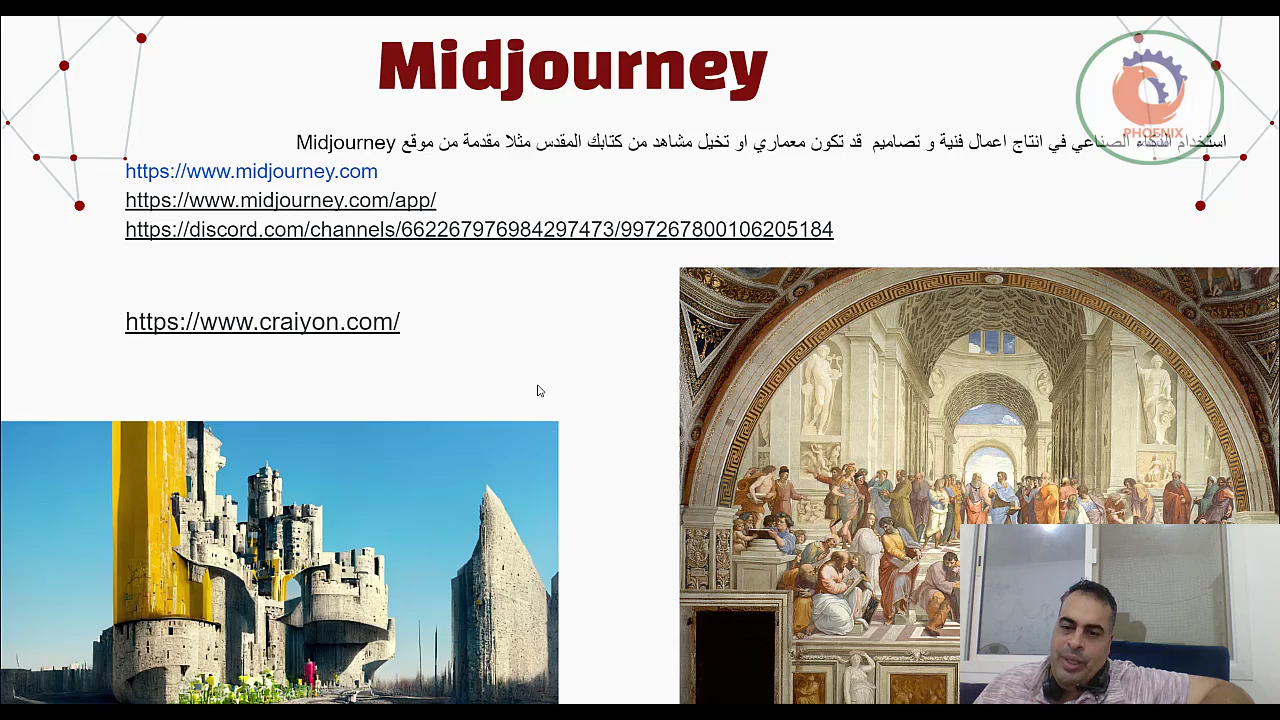 Midjourney
PHOENIX
استخدام الذكاء الصناعي في انتاج اعمال فنية و تصاميم قد تكون معماري او تخيل مشاهد من كتابك المقدس مثلا مقدمة من موقع Midjourney
https://www.midjourney.com
https://www.midjourney.com/app/
https://discord.com/channels/662267976984297473/997267800106205184
https://www.craiyon.com/